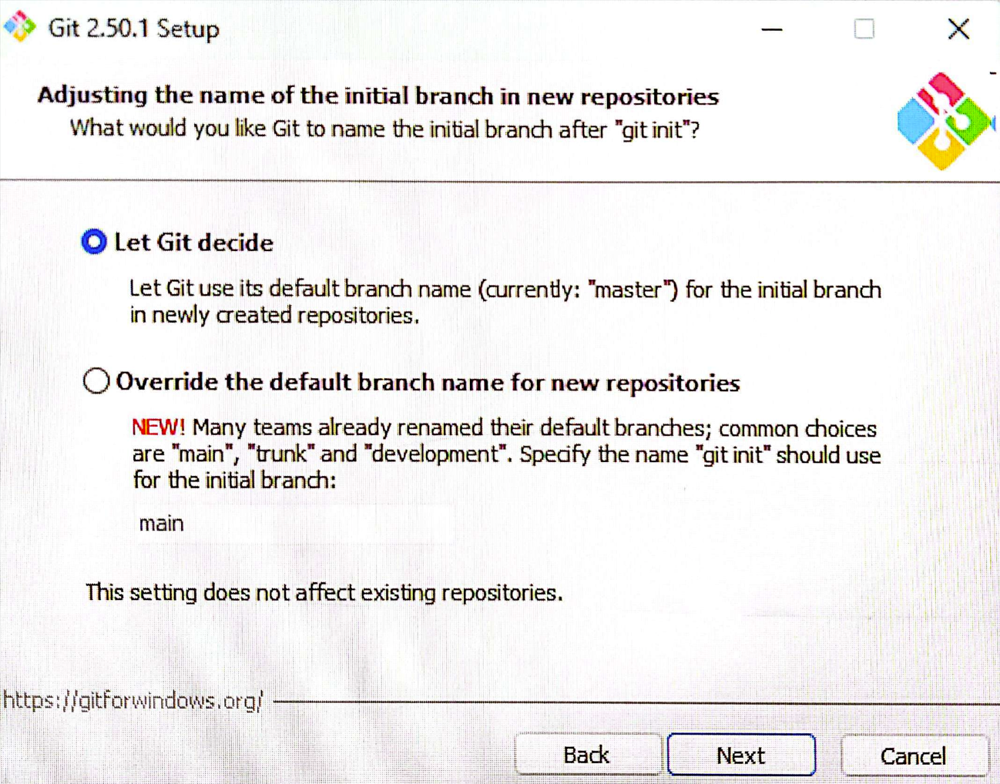 Git 2.50.1 Setup
Adjusting the name of the initial branch in new repositories
What would you like Git to name the initial branch after "git init"?
Let Git decide
Let Git use its default branch name (currently: "master") for the initial branch
in newly created repositories.
Override the default branch name for new repositories
NEW! Many teams already renamed their default branches; common choices
are "main", "trunk" and "development". Specify the name "git init" should use
for the initial branch:
main
This setting does not affect existing repositories.
https://gitforwindows.org/
Back
Next
Cancel